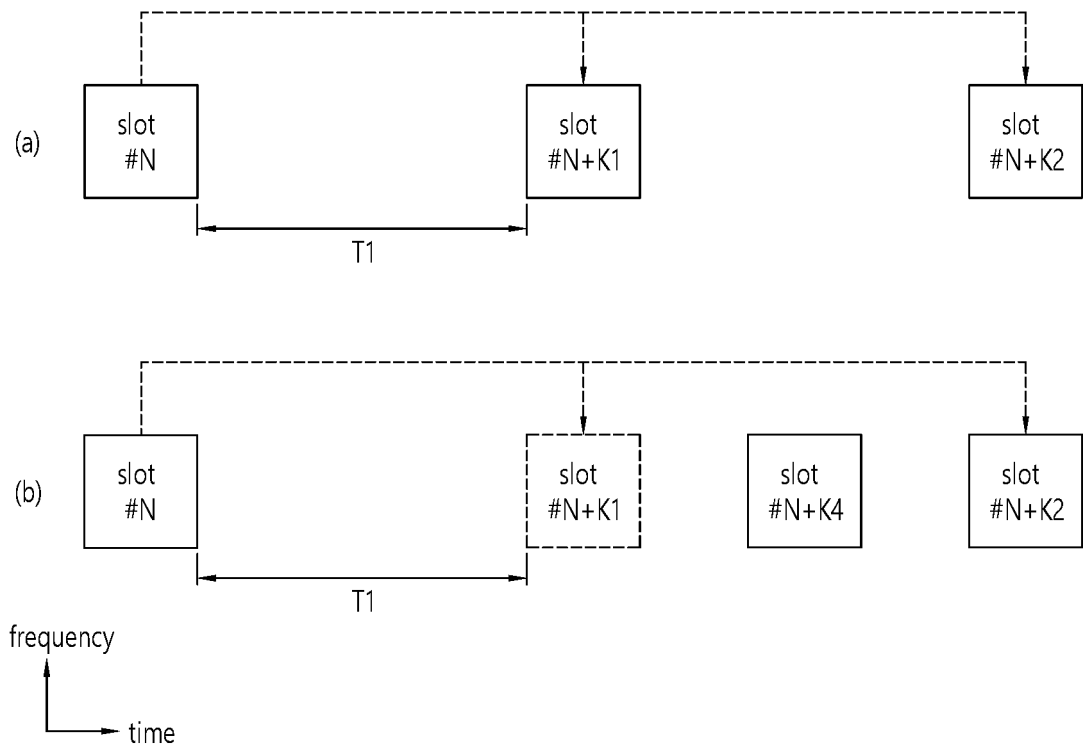 (a)
slot
#N
slot
#N+K1
slot
#N+K2
T1
(b)
slot
#N
slot
#N+K1
slot
#N+K4
slot
#N+K2
T1
frequency
time